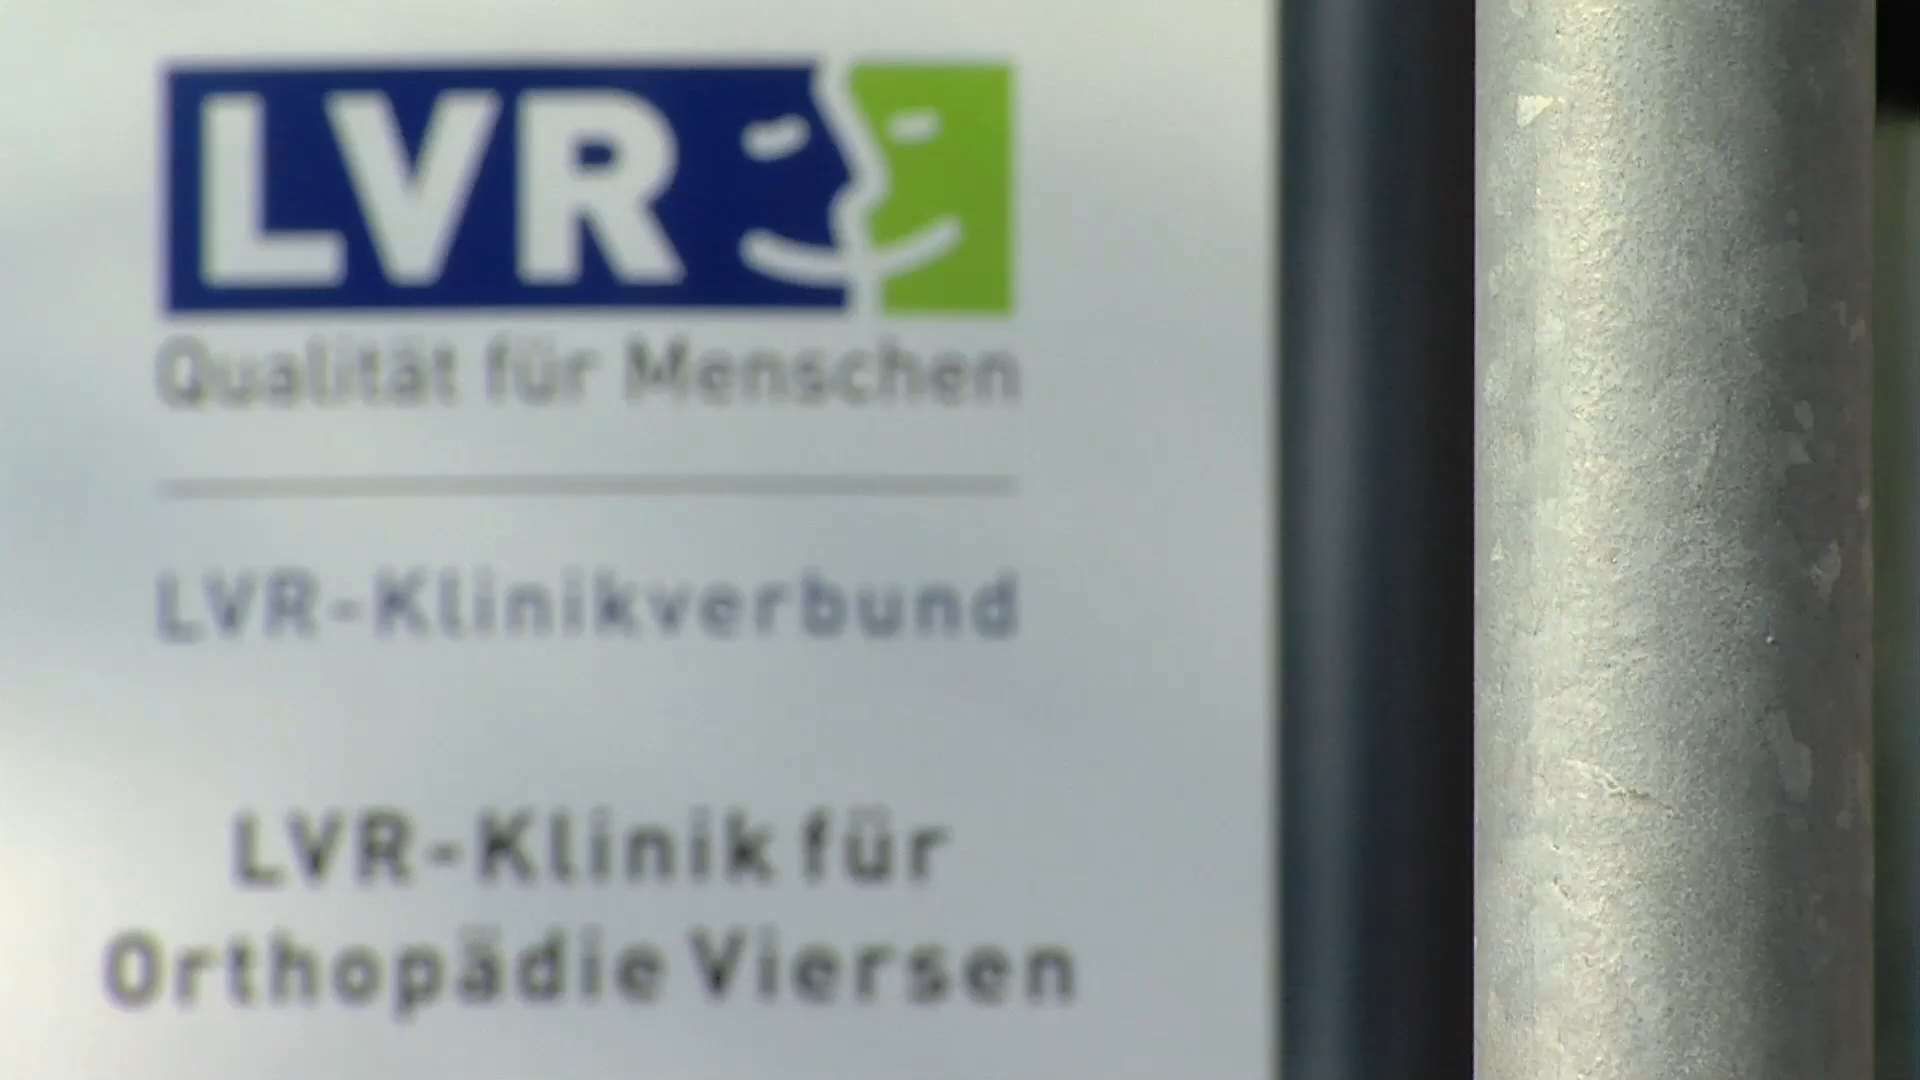 LVR
Qualität für Menschen
LVR-Klinikverbund
LVR-Klinik für
Orthopädie Viersen